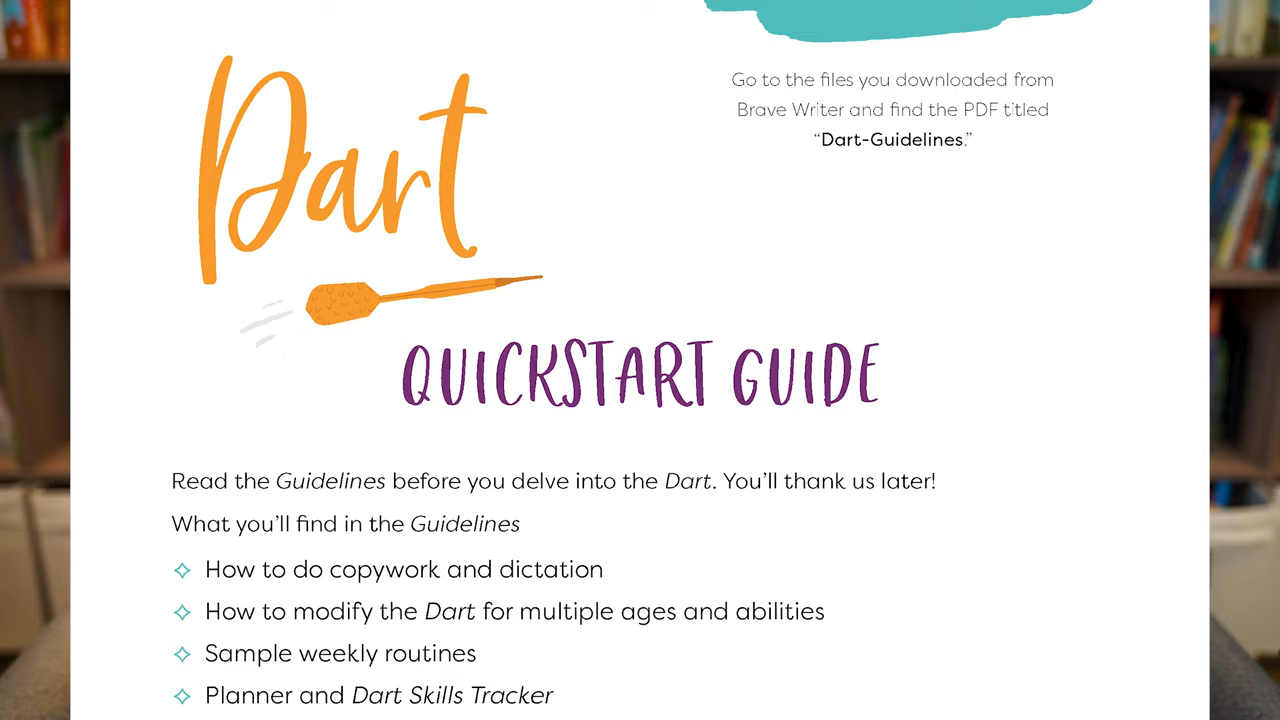 Dart
Go to the files you downloaded from
Brave Writer and find the PDF titled
“Dart-Guidelines.”
QUICKSTART GUIDE
Read the Guidelines before you delve into the Dart. You’ll thank us later!
What you’ll find in the Guidelines
How to do copywork and dictation
How to modify the Dart for multiple ages and abilities
Sample weekly routines
Planner and Dart Skills Tracker